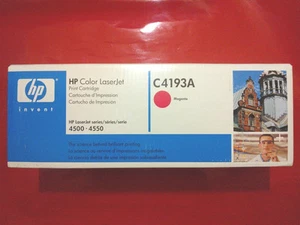 hp
invent
HP Color LaserJet
Print Cartridge
Cartouche d'Impression
Cartucho de Impresión
C4193A
Magenta
HP LaserJet series/séries/serie
4500 · 4550